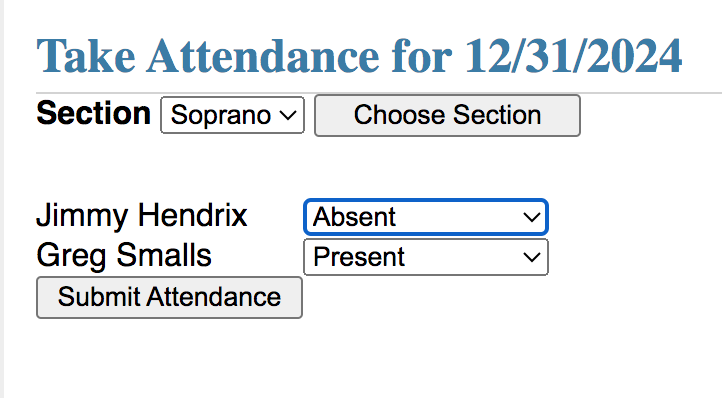 Take Attendance for 12/31/2024
Section Soprano Choose Section
Jimmy Hendrix Absent
Greg Smalls Present
Submit Attendance